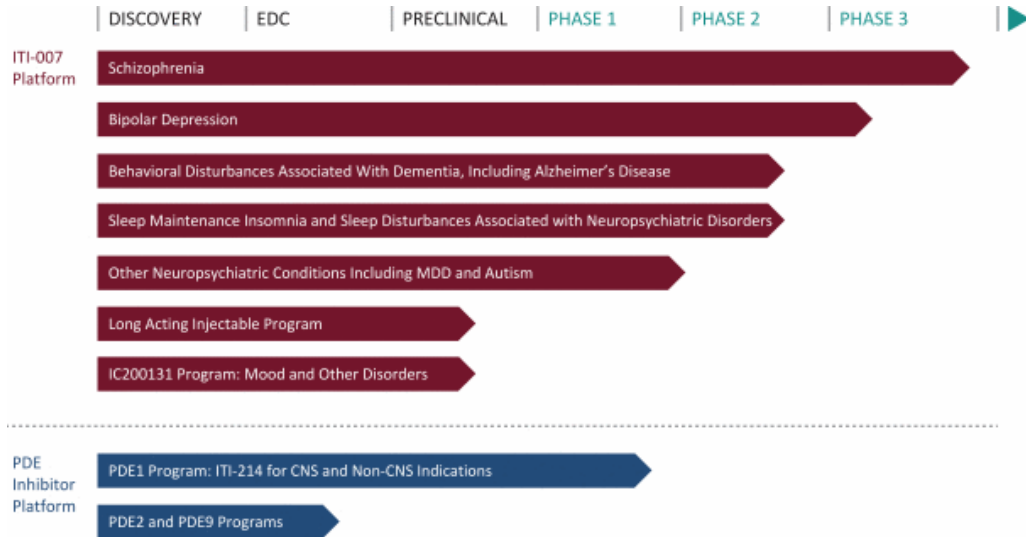 DISCOVERY EDC PRECLINICAL PHASE 1 PHASE 2 PHASE 3
ITI-007
Platform
Schizophrenia
Bipolar Depression
Behavioral Disturbances Associated With Dementia, Including Alzheimer’s Disease
Sleep Maintenance Insomnia and Sleep Disturbances Associated with Neuropsychiatric Disorders
Other Neuropsychiatric Conditions Including MDD and Autism
Long Acting Injectable Program
IC200131 Program: Mood and Other Disorders
PDE
Inhibitor
Platform
PDE1 Program: ITI-214 for CNS and Non-CNS Indications
PDE2 and PDE9 Programs